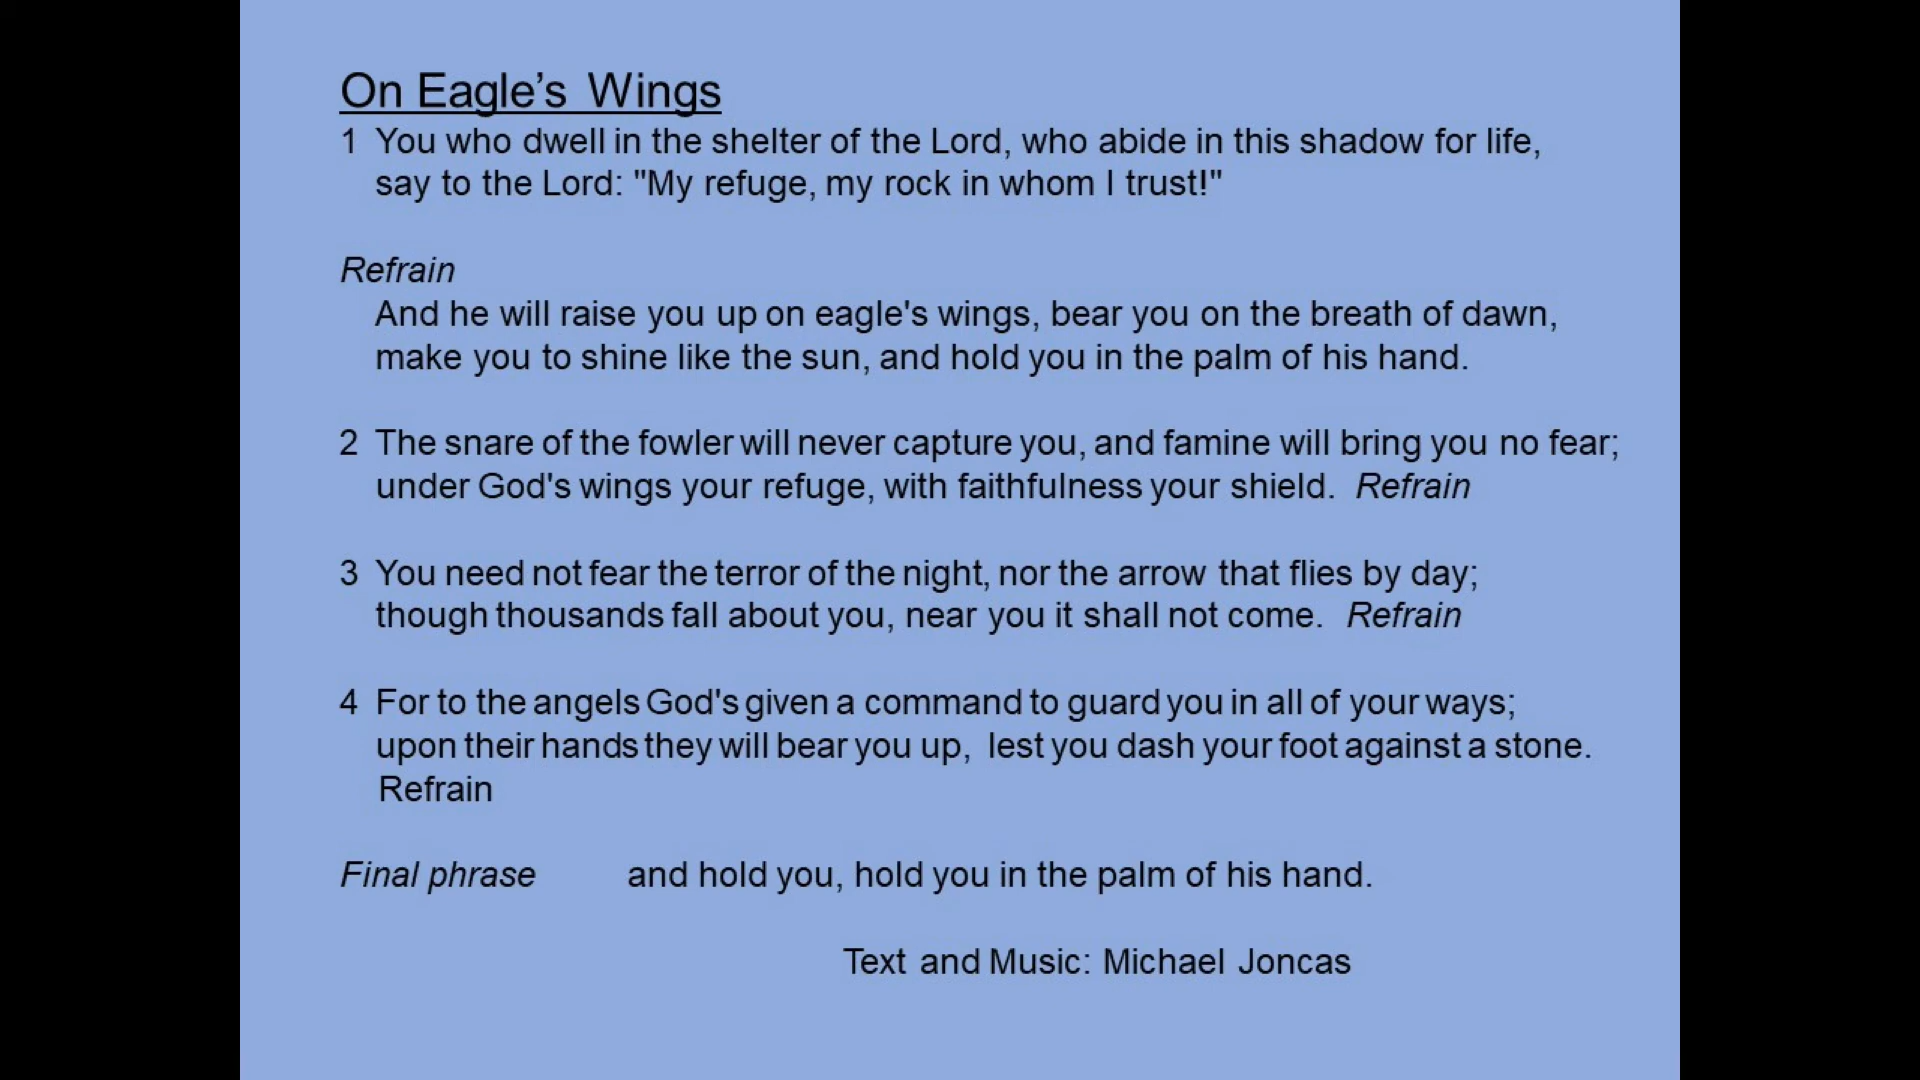 On Eagle’s Wings
1 You who dwell in the shelter of the Lord, who abide in this shadow for life,
say to the Lord: "My refuge, my rock in whom I trust!"
Refrain
And he will raise you up on eagle's wings, bear you on the breath of dawn,
make you to shine like the sun, and hold you in the palm of his hand.
2 The snare of the fowler will never capture you, and famine will bring you no fear;
under God's wings your refuge, with faithfulness your shield. Refrain
3 You need not fear the terror of the night, nor the arrow that flies by day;
though thousands fall about you, near you it shall not come. Refrain
4 For to the angels God's given a command to guard you in all of your ways;
upon their hands they will bear you up, lest you dash your foot against a stone.
Refrain
Final phrase and hold you, hold you in the palm of his hand.
Text and Music: Michael Joncas